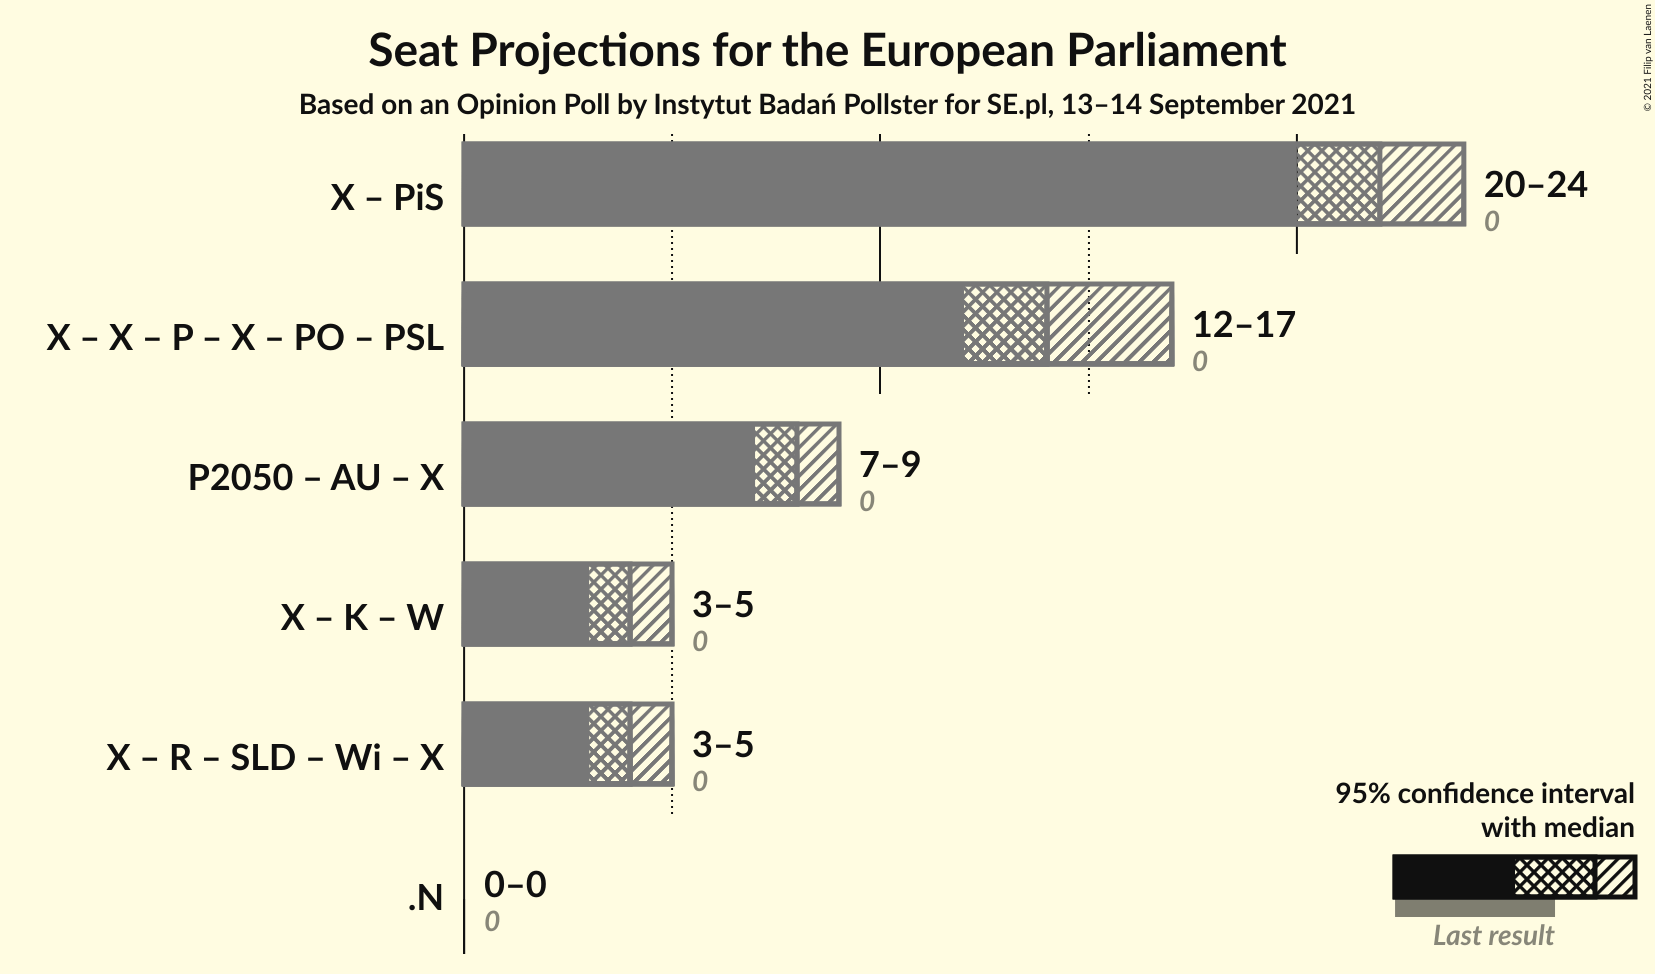 Seat Projections for the European Parliament
Based on an Opinion Poll by Instytut Badań Pollster for SE.pl, 13–14 September 2021
© 2021 Filip van Laenen
X – PiS
20–24
0
X – X – P – X – PO – PSL
12–17
0
P2050 – AU – X
7–9
0
X – K – W
3–5
0
X – R – SLD – Wi – X
3–5
0
.N
0–0
0
95% confidence interval
with median
Last result